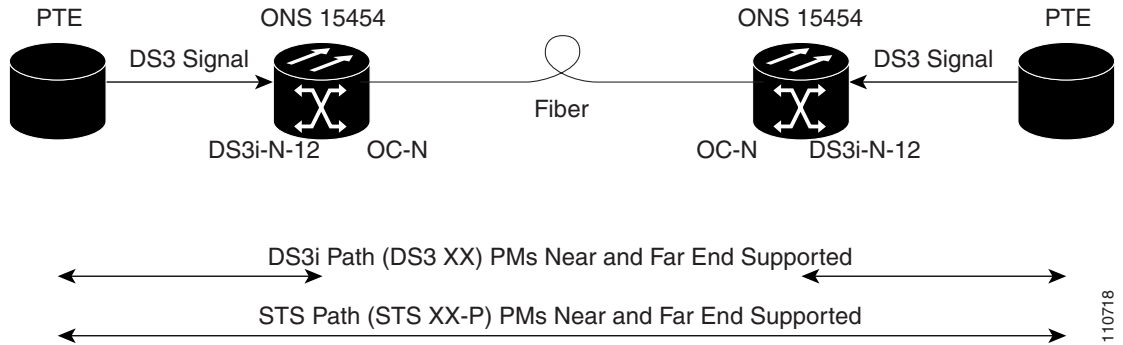 PTE
ONS 15454
ONS 15454
PTE
DS3 Signal
DS3 Signal
Fiber
DS3i-N-12
OC-N
OC-N
DS3i-N-12
DS3i Path (DS3 XX) PMs Near and Far End Supported
STS Path (STS XX-P) PMs Near and Far End Supported
110718